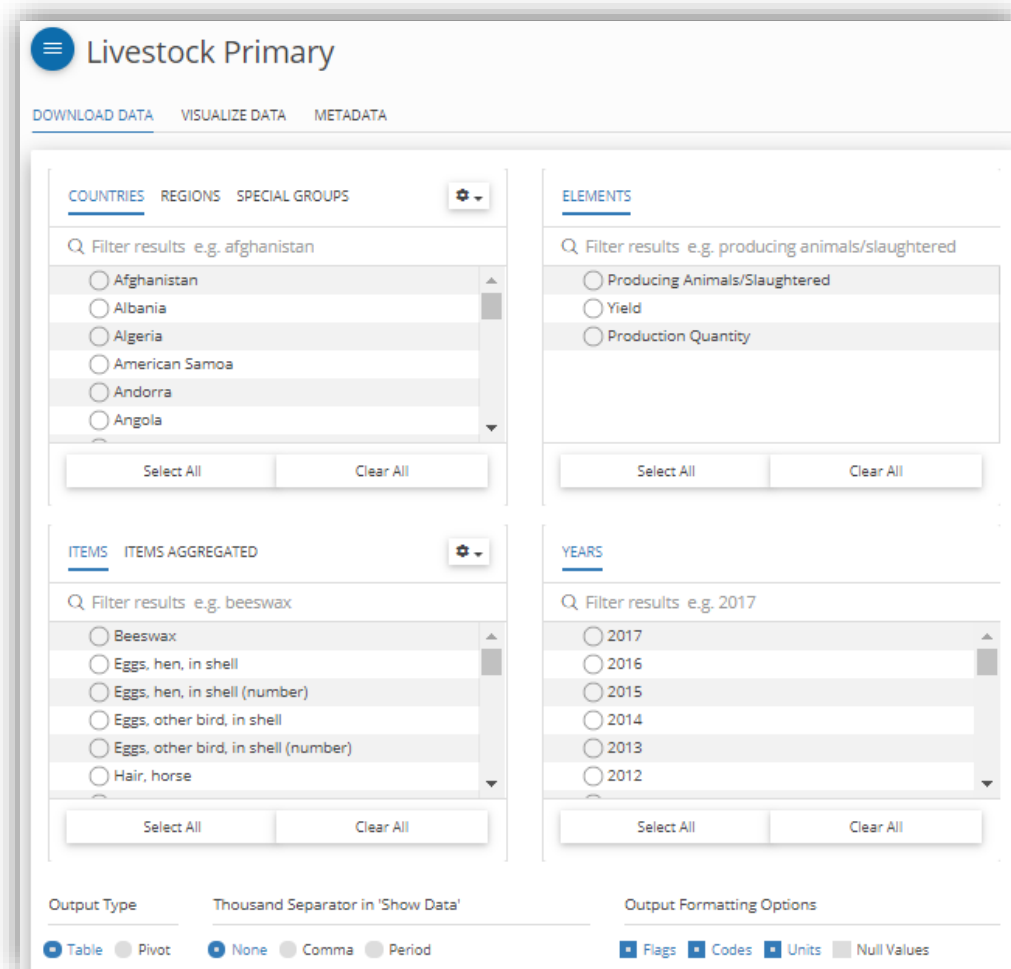 Livestock Primary
DOWNLOAD DATA VISUALIZE DATA METADATA
COUNTRIES REGIONS SPECIAL GROUPS
Filter results e.g. afghanistan
Afghanistan
Albania
Algeria
American Samoa
Andorra
Angola
Select All Clear All
ELEMENTS
Filter results e.g. producing animals/slaughtered
Producing Animals/Slaughtered
Yield
Production Quantity
Select All Clear All
ITEMS ITEMS AGGREGATED
Filter results e.g. beeswax
Beeswax
Eggs, hen, in shell
Eggs, hen, in shell (number)
Eggs, other bird, in shell
Eggs, other bird, in shell (number)
Hair, horse
Select All Clear All
YEARS
Filter results e.g. 2017
2017
2016
2015
2014
2013
2012
Select All Clear All
Output Type
Table Pivot
Thousand Separator in 'Show Data'
None Comma Period
Output Formatting Options
Flags Codes Units Null Values